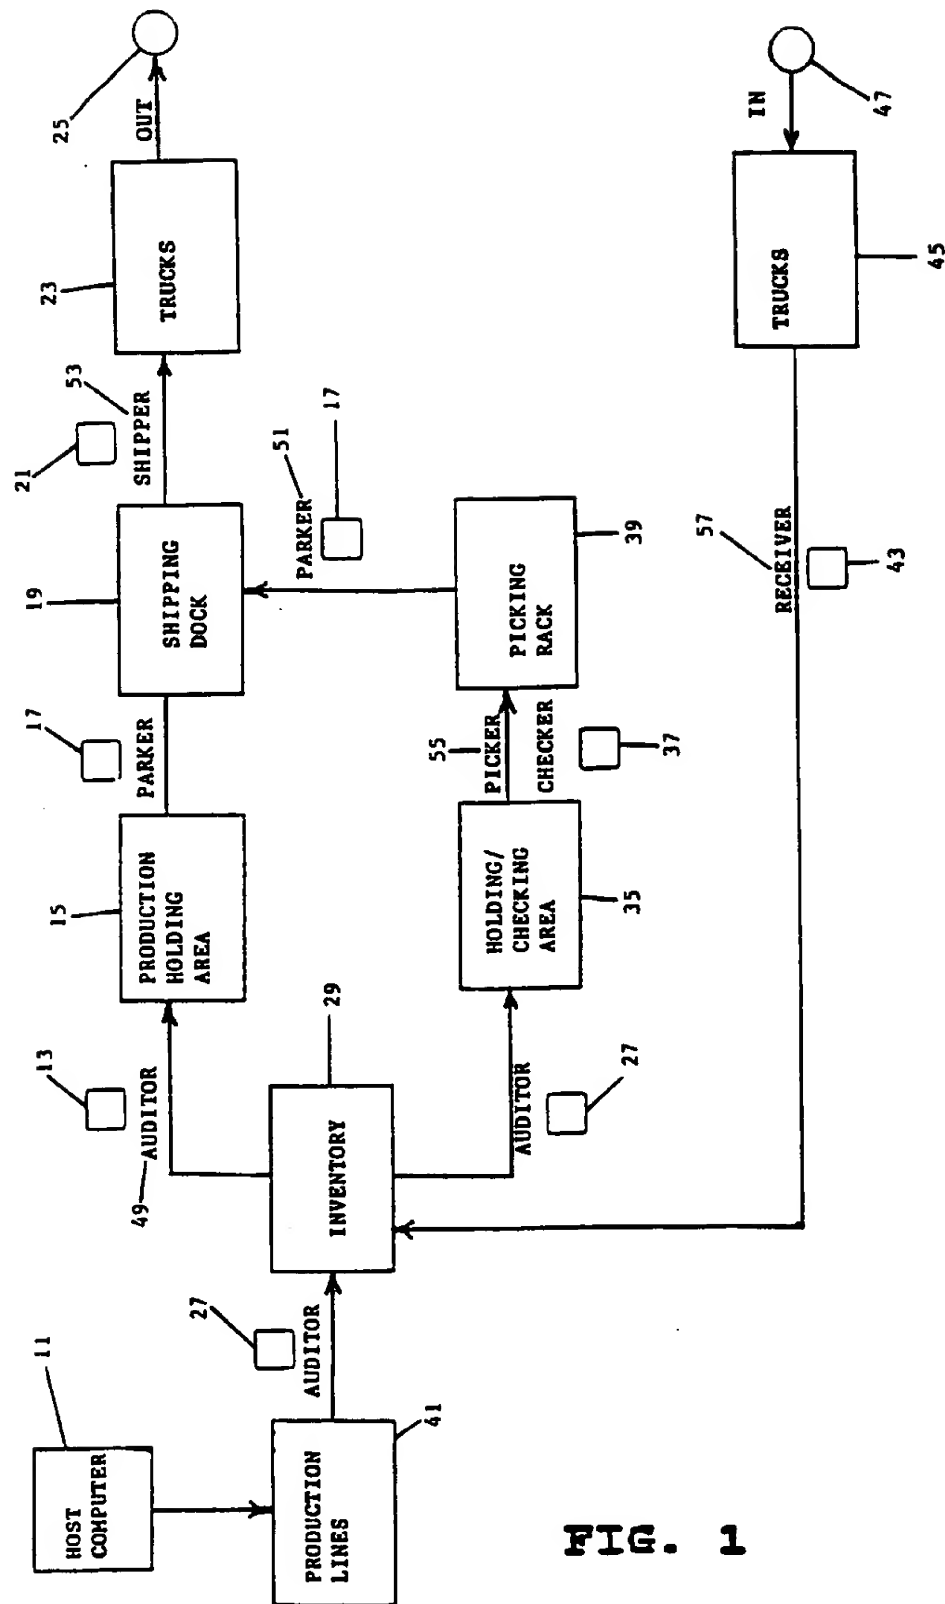 11
HOST
COMPUTER
PRODUCTION
LINES
41
27
AUDITOR
INVENTORY
29
49
AUDITOR
13
15
PRODUCTION
HOLDING
AREA
17
PARKER
19
SHIPPING
DOCK
21
SHIPPER
53
23
TRUCKS
OUT
25
AUDITOR
27
HOLDING/
CHECKING
AREA
35
55
PICKER
CHECKER
37
PICKING
RACK
39
PARKER
51
17
57
RECEIVER
43
TRUCKS
45
IN
47
FIG. 1